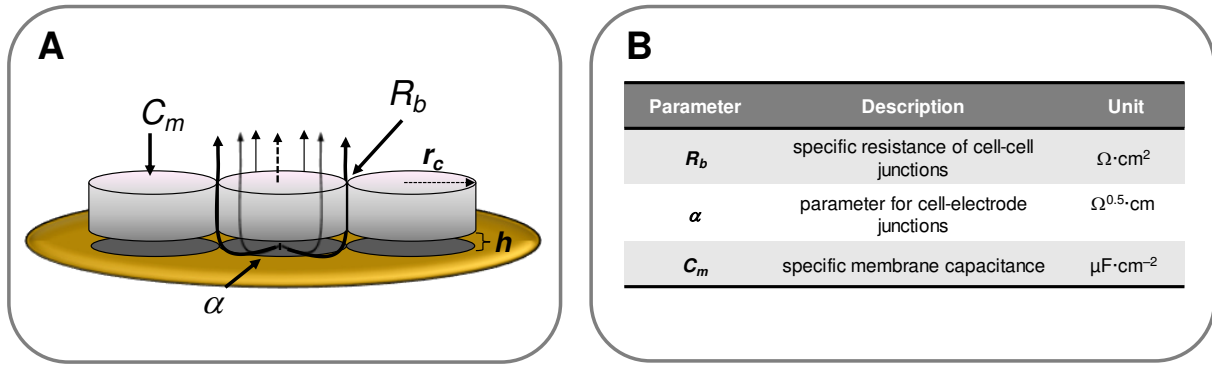 A
C_m
R_b
r_c
h
α
B
Parameter Description Unit
R_b specific resistance of cell-cell junctions Ω·cm²
α parameter for cell-electrode junctions Ω^0.5·cm
C_m specific membrane capacitance µF·cm⁻²